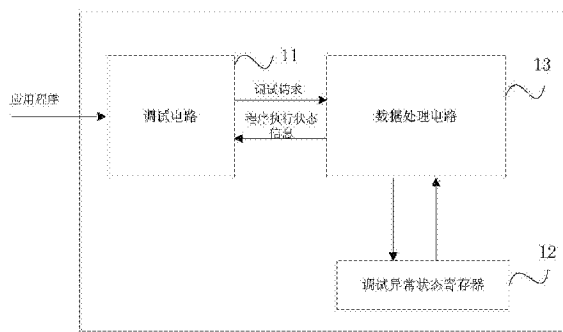 11
13
应用程序
调试电路
调试请求
程序执行状态
信息
数据处理电路
12
调试异常状态寄存器